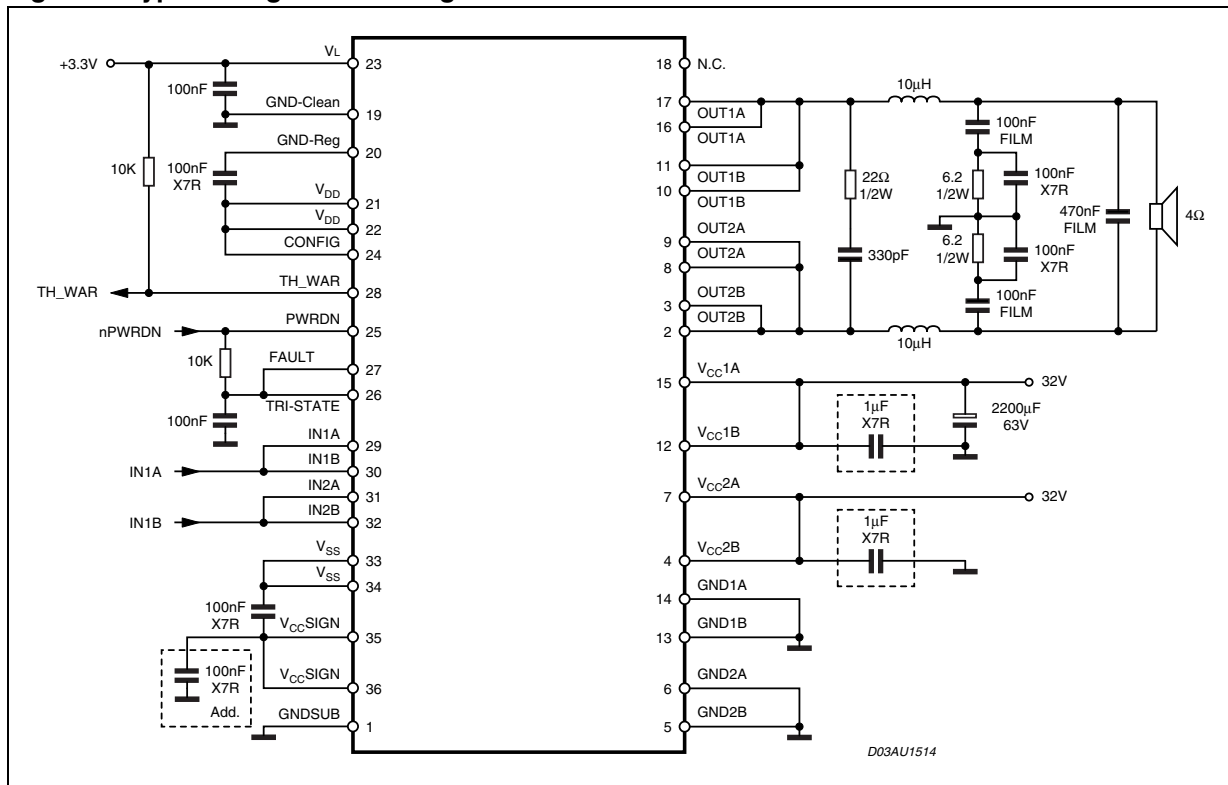 +3.3V
VL
23
100nF
GND-Clean
19
GND-Reg
20
10K
100nF
X7R
VDD
21
VDD
22
CONFIG
24
TH_WAR
TH_WAR
28
nPWRDN
PWRDN
25
10K
FAULT
27
TRI-STATE
26
100nF
IN1A
29
IN1A
IN1B
30
IN2A
31
IN1B
IN2B
32
VSS
33
VSS
34
100nF
X7R
VCCSIGN
35
100nF
X7R
Add.
VCCSIGN
36
GNDSUB
1
18
N.C.
17
OUT1A
16
OUT1A
11
OUT1B
10
OUT1B
OUT2A
9
OUT2A
8
OUT2B
3
OUT2B
2
10µH
22Ω
1/2W
330pF
10µH
100nF
FILM
6.2
1/2W
100nF
X7R
6.2
1/2W
100nF
X7R
100nF
FILM
470nF
FILM
4Ω
VCC1A
15
32V
1µF
X7R
2200µF
63V
VCC1B
12
VCC2A
7
32V
1µF
X7R
VCC2B
4
GND1A
14
GND1B
13
GND2A
6
GND2B
5
D03AU1514